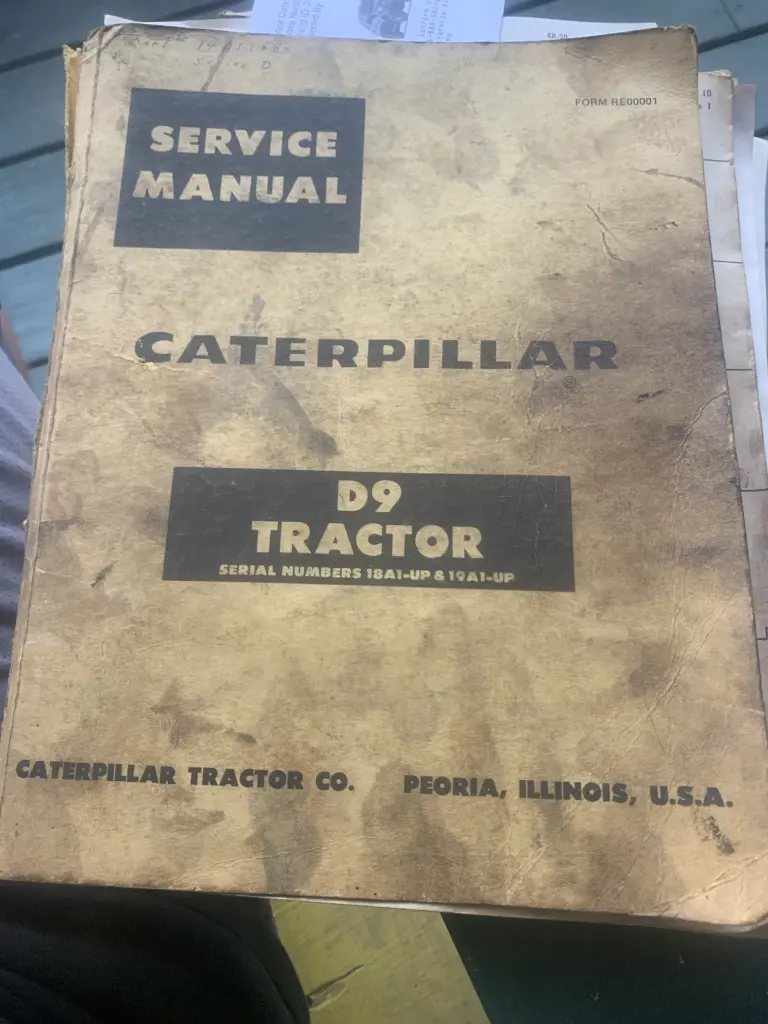 FORM RE00001
SERVICE
MANUAL
CATERPILLAR
®
D9
TRACTOR
SERIAL NUMBERS 18A1-UP & 19A1-UP
CATERPILLAR TRACTOR CO. PEORIA, ILLINOIS, U.S.A.